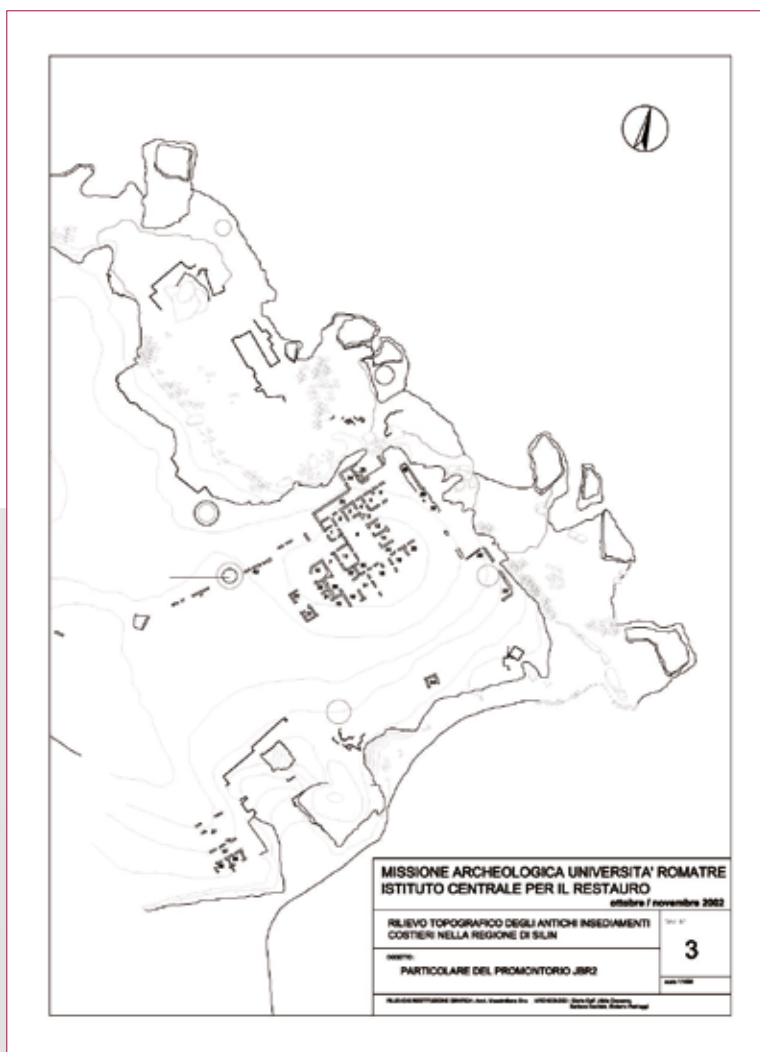 MISSIONE ARCHEOLOGICA UNIVERSITA' ROMATRE
ISTITUTO CENTRALE PER IL RESTAURO
ottobre / novembre 2002
RILIEVO TOPOGRAFICO DEGLI ANTICHI INSEDIAMENTI
COSTIERI NELLA REGIONE DI SILIN
3
OGGETTO:
PARTICOLARE DEL PROMONTORIO JBR2